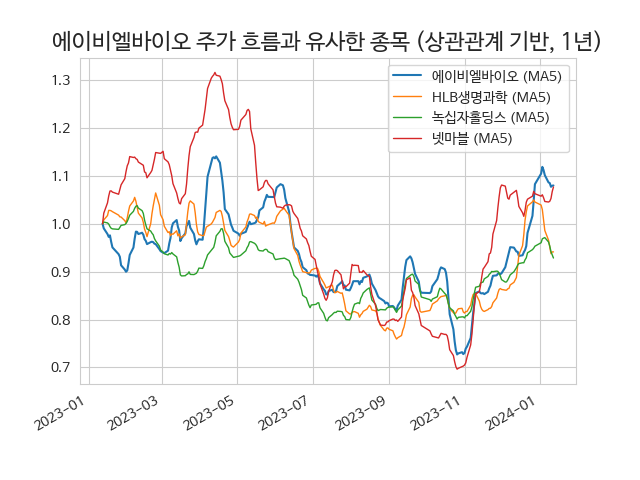 에이비엘바이오 주가 흐름과 유사한 종목 (상관관계 기반, 1년)
에이비엘바이오 (MA5)
HLB생명과학 (MA5)
녹십자홀딩스 (MA5)
넷마블 (MA5)
1.3
1.2
1.1
1.0
0.9
0.8
0.7
2023-01
2023-03
2023-05
2023-07
2023-09
2023-11
2024-01